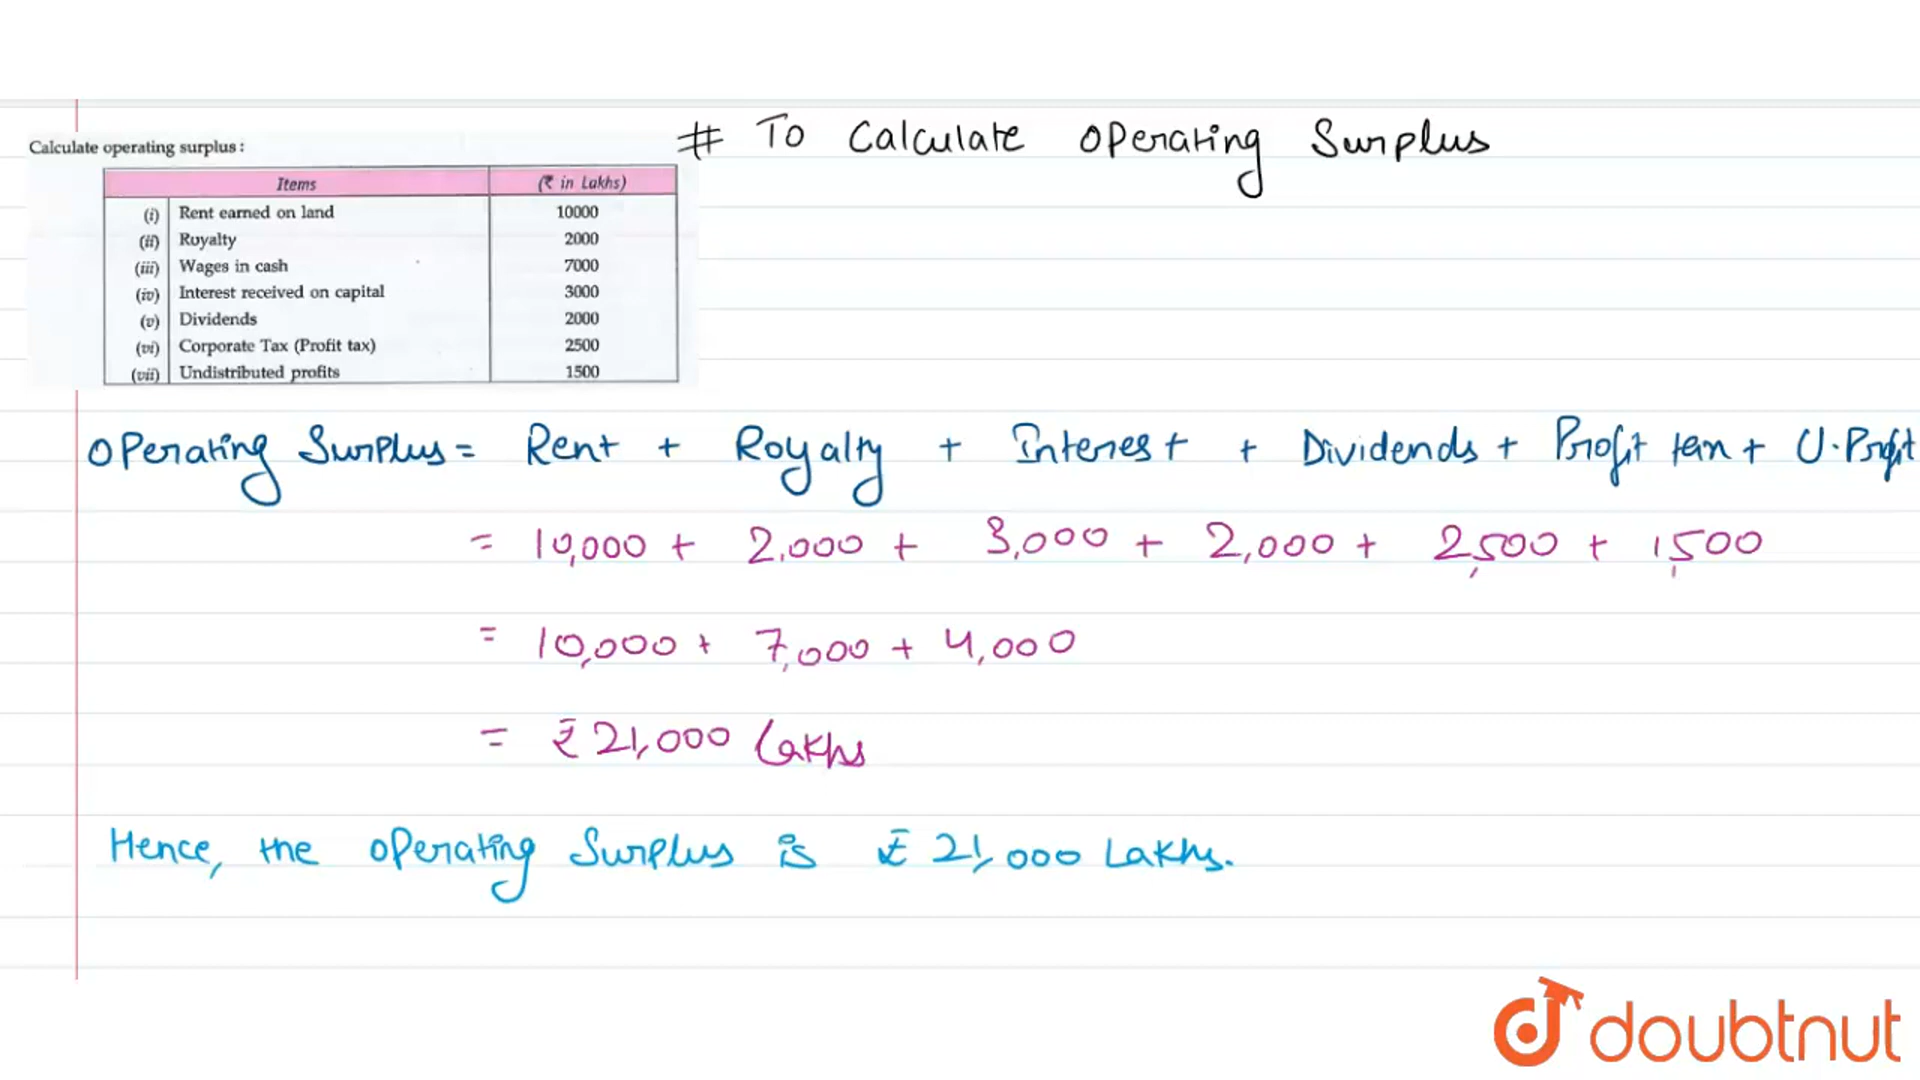 Calculate operating surplus:
Items (₹ in Lakhs)
(i) Rent earned on land 10000
(ii) Royalty 2000
(iii) Wages in cash 7000
(iv) Interest received on capital 3000
(v) Dividends 2000
(vi) Corporate Tax (Profit tax) 2500
(vii) Undistributed profits 1500
# To Calculate Operating Surplus
Operating Surplus = Rent + Royalty + Interest + Dividends + Profit tax + U.Profit
= 10,000 + 2,000 + 3,000 + 2,000 + 2,500 + 1,500
= 10,000 + 7,000 + 4,000
= ₹ 21,000 Lakhs
Hence, the operating Surplus is ₹ 21,000 Lakhs.
doubtnut